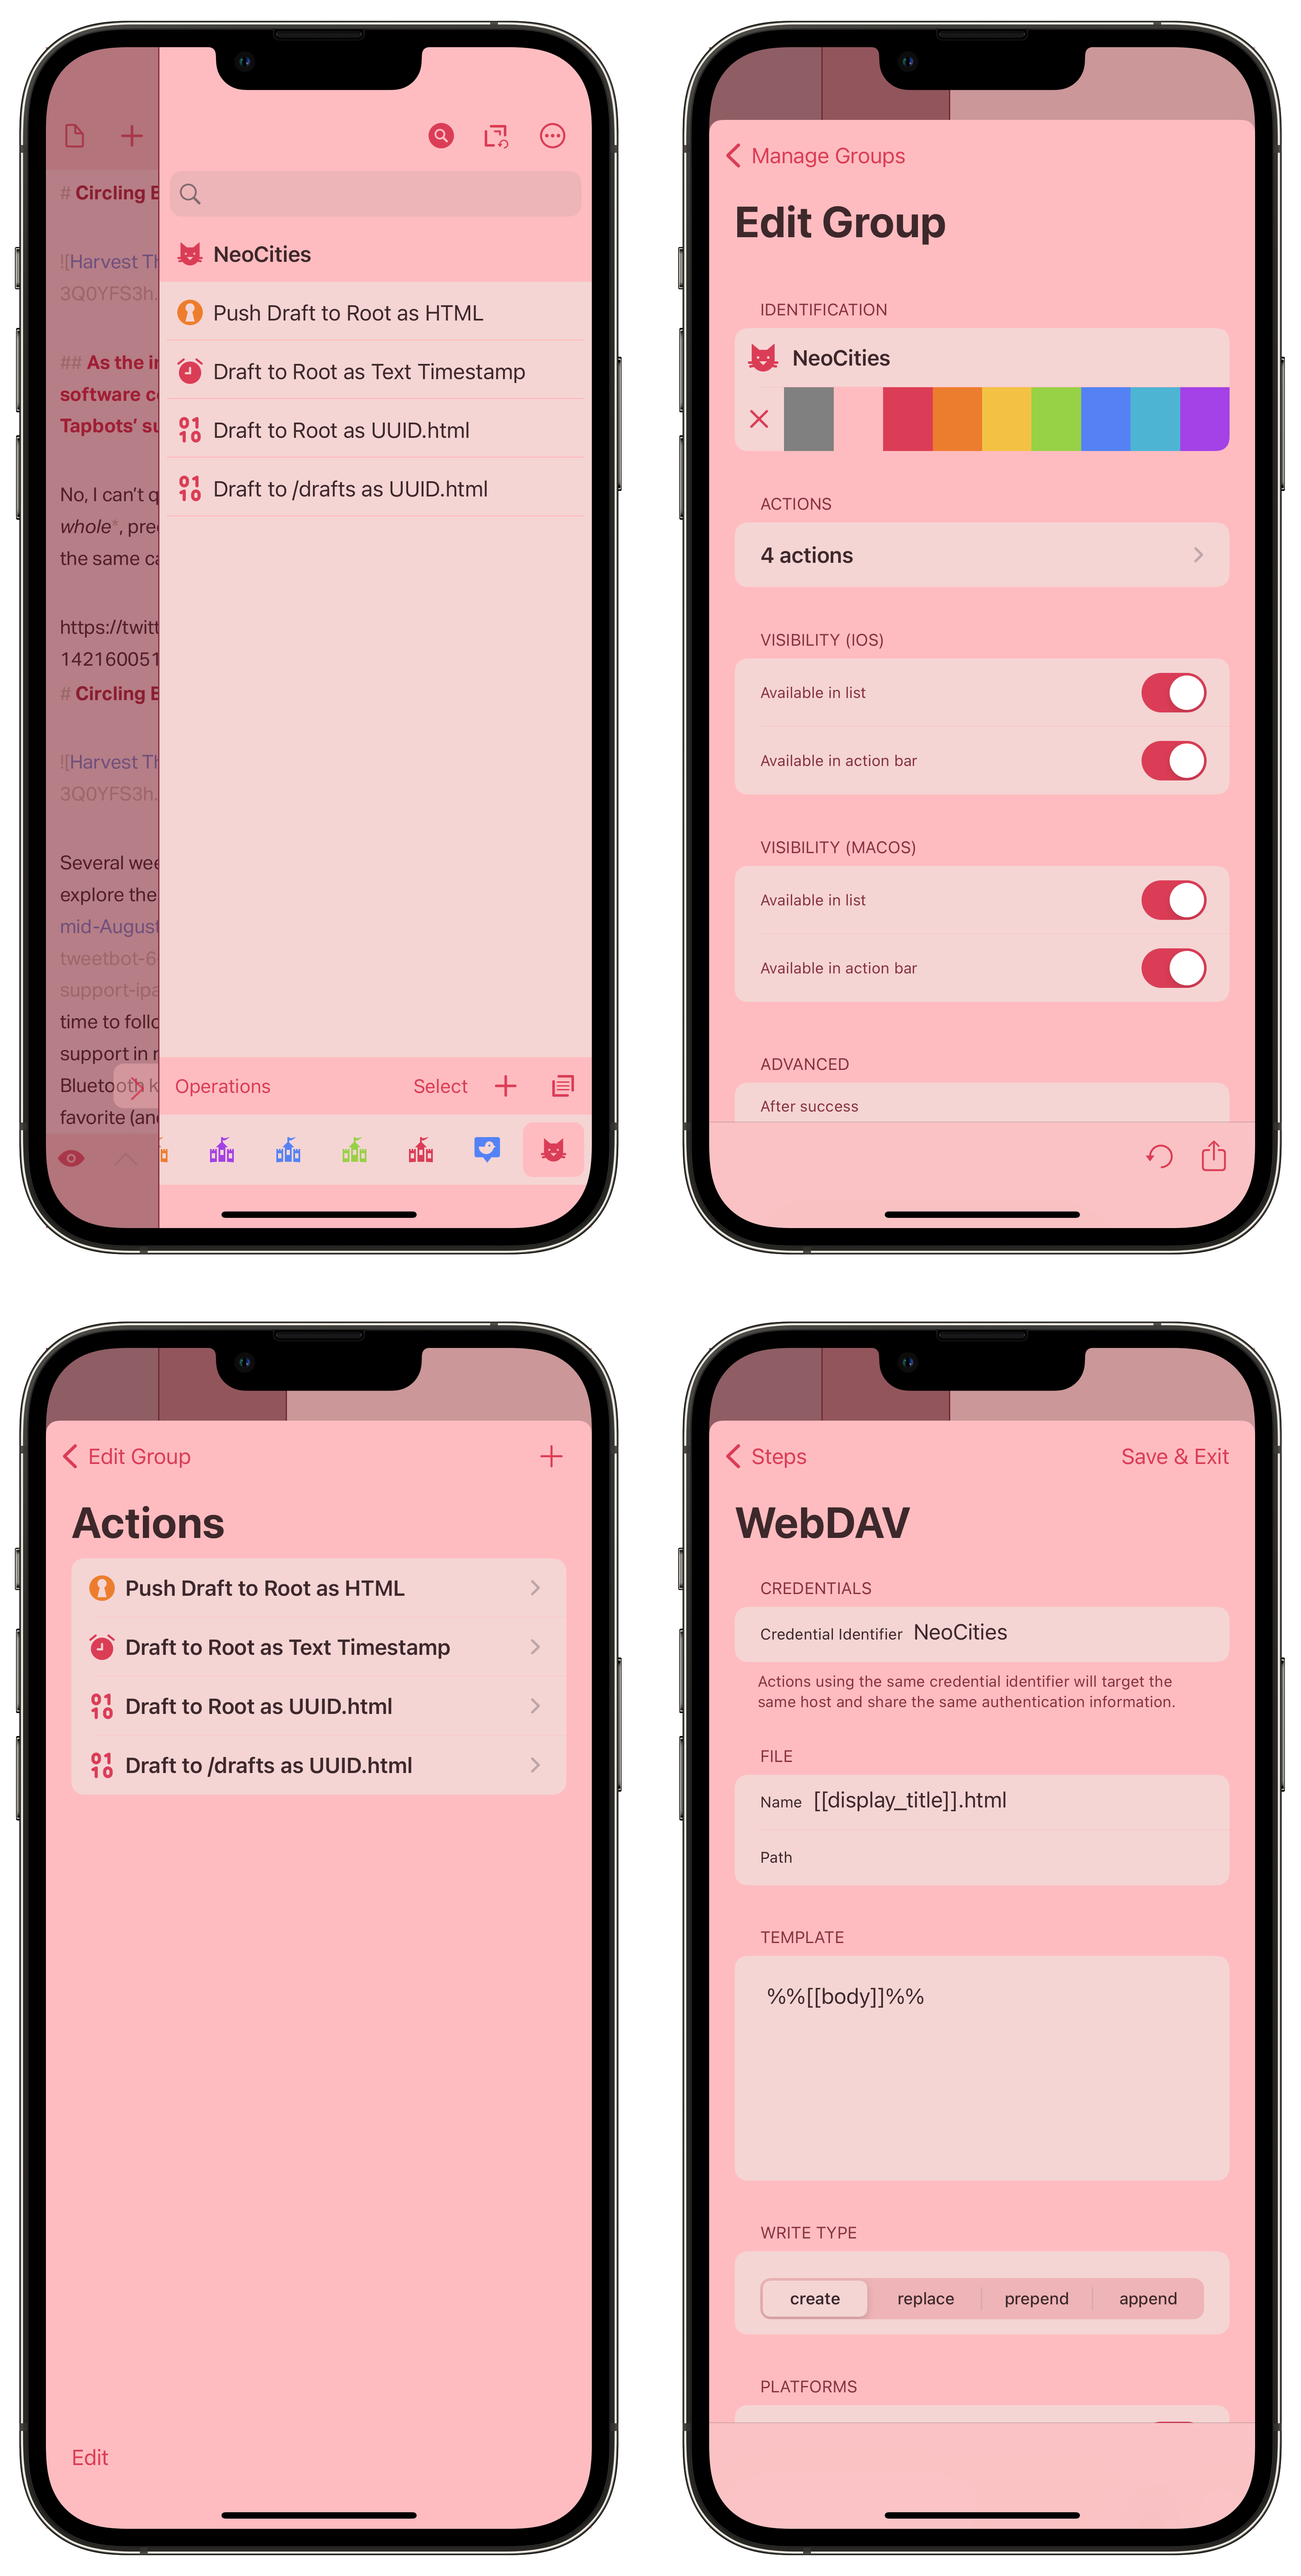 # Circling B
![Harvest Th
3Q0YFS3h.
## As the in
software c
Tapbots’ su
No, I can’t q
whole*, pre
the same ca
https://twitt
142160051
# Circling B
![Harvest Th
3Q0YFS3h.
Several wee
explore the
mid-August
tweetbot-6
support-ipa
time to follo
support in r
Bluetooth k
favorite (an
NeoCities
Push Draft to Root as HTML
Draft to Root as Text Timestamp
Draft to Root as UUID.html
Draft to /drafts as UUID.html
Operations
Select
Manage Groups
Edit Group
IDENTIFICATION
NeoCities
ACTIONS
4 actions
VISIBILITY (IOS)
Available in list
Available in action bar
VISIBILITY (MACOS)
Available in list
Available in action bar
ADVANCED
After success
Edit Group
Actions
Push Draft to Root as HTML
Draft to Root as Text Timestamp
Draft to Root as UUID.html
Draft to /drafts as UUID.html
Edit
Steps
Save & Exit
WebDAV
CREDENTIALS
Credential Identifier NeoCities
Actions using the same credential identifier will target the
same host and share the same authentication information.
FILE
Name [[display_title]].html
Path
TEMPLATE
%%[[body]]%%
WRITE TYPE
create replace prepend append
PLATFORMS